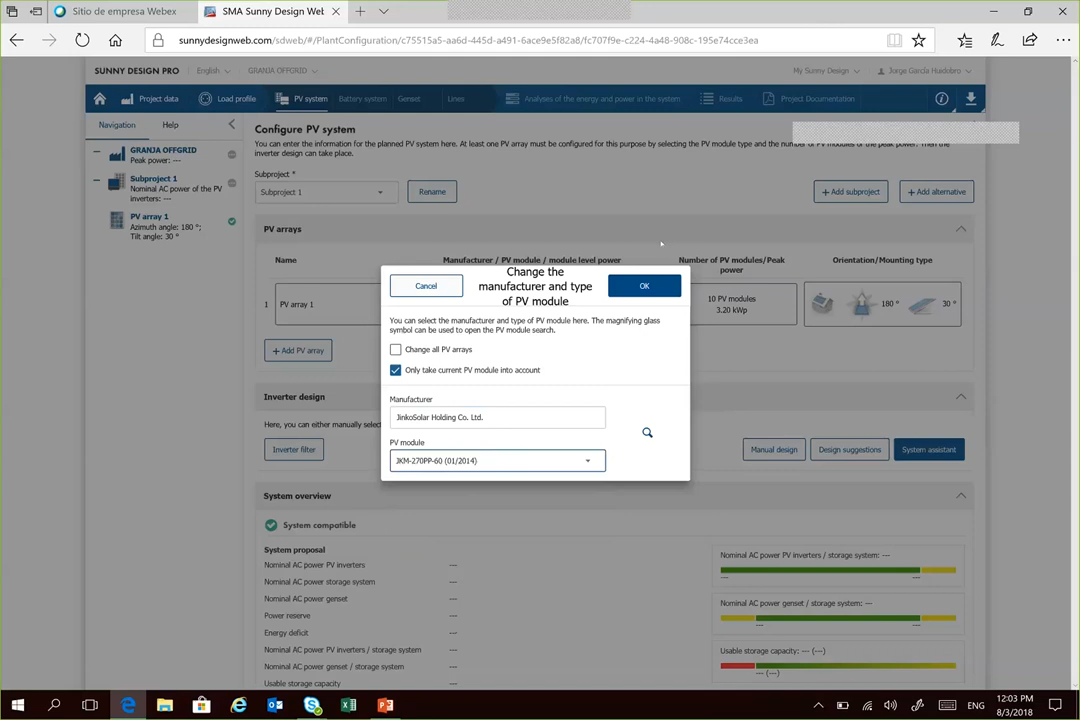 Sitio de empresa Webex
SMA Sunny Design Web
sunnydesignweb.com/sdweb/#/PlantConfiguration/c75515a5-aa6d-445d-a491-6ace9e5f82a8/fc707f9e-c224-4a48-908c-195e74cce3ea
SUNNY DESIGN PRO English GRANJA OFFGRID My Sunny Design Jorge García Huidobro
Project data Load profile PV system Battery system Genset Lines Analyses of the energy and power in the system Results Project Documentation
Navigation Help
GRANJA OFFGRID
Peak power: ---
Subproject 1
Nominal AC power of the PV
inverters: ---
PV array 1
Azimuth angle: 180 °;
Tilt angle: 30 °
Configure PV system
You can enter the information for the planned PV system here. At least one PV array must be configured for this purpose by selecting the PV module type and the number of PV modules or the peak power. Then the
inverter design can take place.
Subproject *
Subproject 1
Rename
+ Add subproject
+ Add alternative
PV arrays
Name
Manufacturer / PV module / module level power
Number of PV modules/Peak
power
Orientation/Mounting type
1 PV array 1
10 PV modules
3.20 kWp
180 °
30 °
+ Add PV array
Cancel
Change the
manufacturer and type
of PV module
OK
You can select the manufacturer and type of PV module here. The magnifying glass
symbol can be used to open the PV module search.
Change all PV arrays
Only take current PV module into account
Manufacturer
JinkoSolar Holding Co. Ltd.
PV module
JKM-270PP-60 (01/2014)
Inverter design
Here, you can either manually selec
Inverter filter
Manual design
Design suggestions
System assistant
System overview
System compatible
System proposal
Nominal AC power PV inverters ---
Nominal AC power storage system ---
Nominal AC power genset ---
Power reserve ---
Energy deficit ---
Nominal AC power PV inverters / storage system ---
Nominal AC power genset / storage system ---
Usable storage capacity ---
Nominal AC power PV inverters / storage system: ---
--- ---
Nominal AC power genset / storage system: ---
--- ---
Usable storage capacity: --- (---)
--- (---)
ENG
12:03 PM
8/3/2018